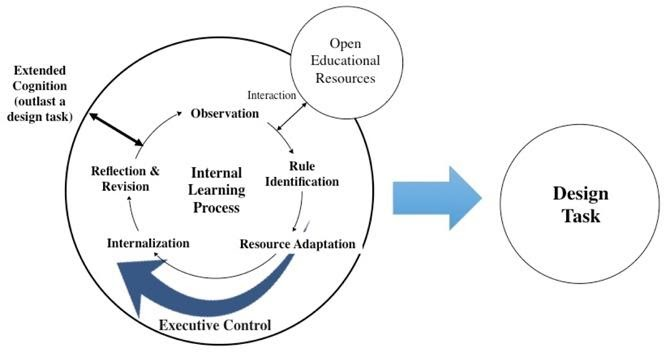 Open
Educational
Resources
Extended
Cognition
(outlast a
design task)
Interaction
Observation
Rule
Identification
Reflection &
Revision
Internal
Learning
Process
Internalization
Resource Adaptation
Executive Control
Design
Task